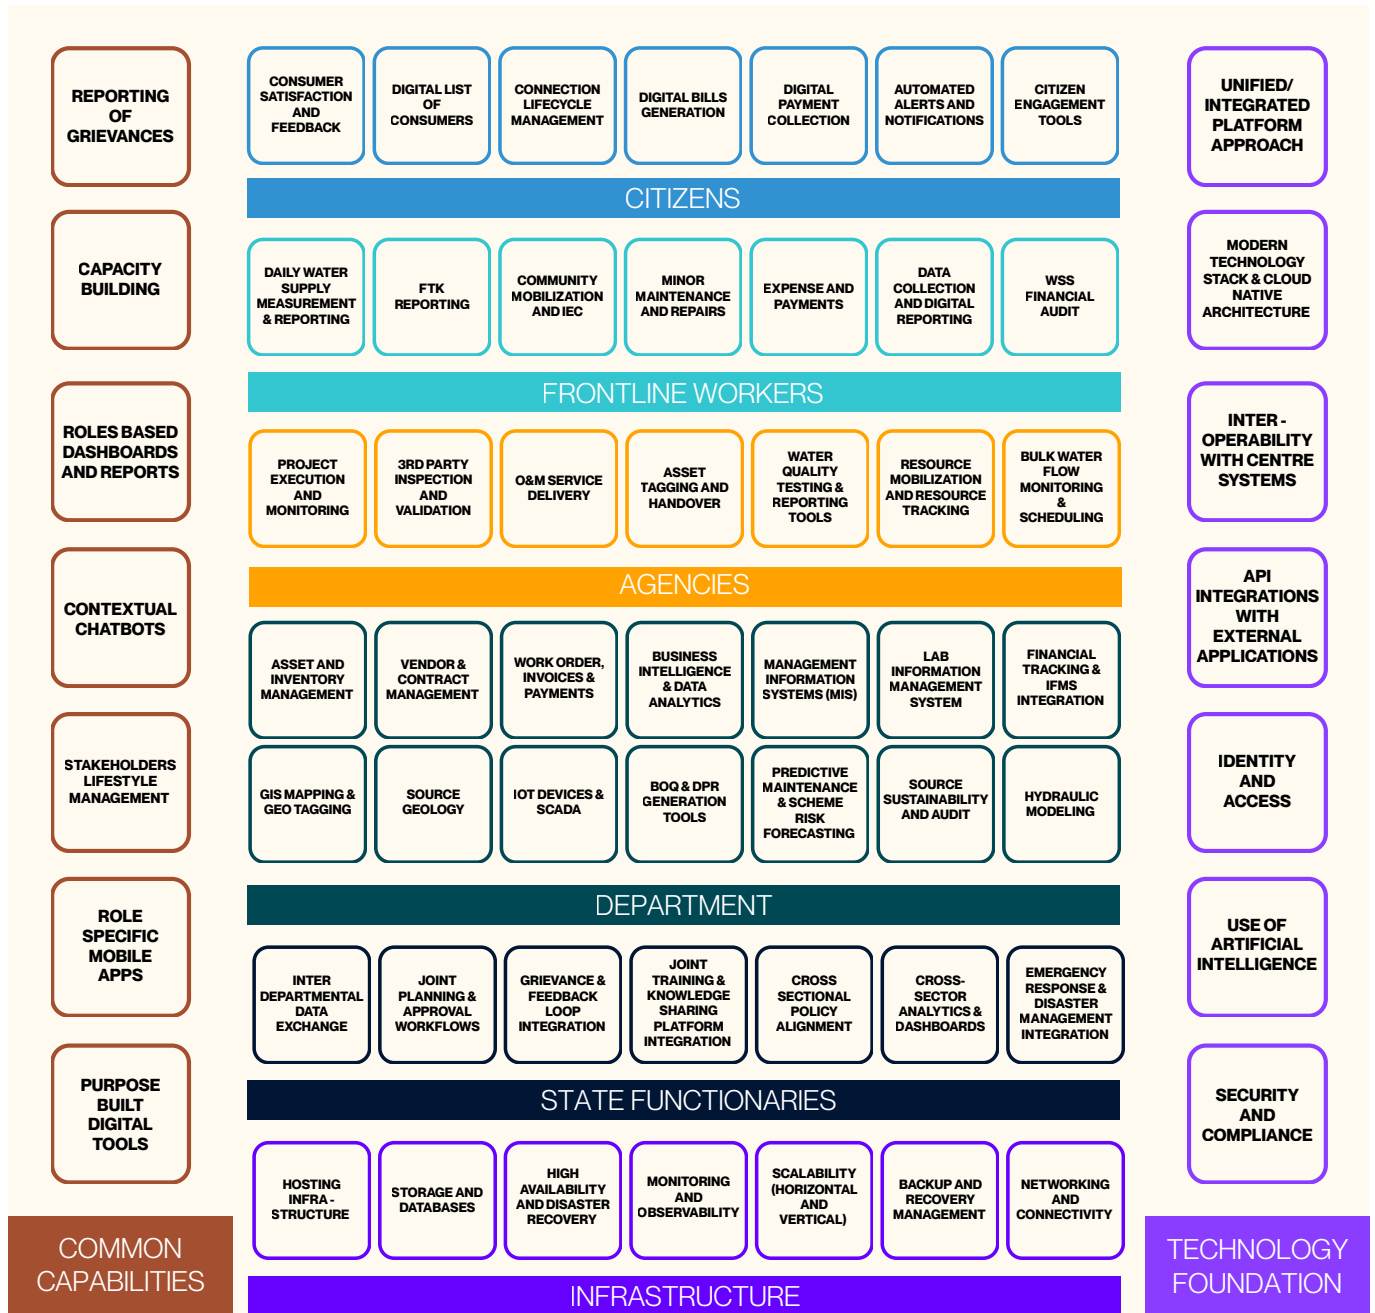 REPORTING
OF
GRIEVANCES
CAPACITY
BUILDING
ROLES BASED
DASHBOARDS
AND REPORTS
CONTEXTUAL
CHATBOTS
STAKEHOLDERS
LIFESTYLE
MANAGEMENT
ROLE
SPECIFIC
MOBILE
APPS
PURPOSE
BUILT
DIGITAL
TOOLS
COMMON
CAPABILITIES
CONSUMER
SATISFACTION
AND
FEEDBACK
DIGITAL LIST
OF
CONSUMERS
CONNECTION
LIFECYCLE
MANAGEMENT
DIGITAL BILLS
GENERATION
DIGITAL
PAYMENT
COLLECTION
AUTOMATED
ALERTS AND
NOTIFICATIONS
CITIZEN
ENGAGEMENT
TOOLS
CITIZENS
DAILY WATER
SUPPLY
MEASUREMENT
& REPORTING
FTK
REPORTING
COMMUNITY
MOBILIZATION
AND IEC
MINOR
MAINTENANCE
AND REPAIRS
EXPENSE AND
PAYMENTS
DATA
COLLECTION
AND DIGITAL
REPORTING
WSS
FINANCIAL
AUDIT
FRONTLINE WORKERS
PROJECT
EXECUTION
AND
MONITORING
3RD PARTY
INSPECTION
AND
VALIDATION
O&M SERVICE
DELIVERY
ASSET
TAGGING AND
HANDOVER
WATER
QUALITY
TESTING &
REPORTING
TOOLS
RESOURCE
MOBILIZATION
AND RESOURCE
TRACKING
BULK WATER
FLOW
MONITORING
&
SCHEDULING
AGENCIES
ASSET AND
INVENTORY
MANAGEMENT
VENDOR &
CONTRACT
MANAGEMENT
WORK ORDER,
INVOICES &
PAYMENTS
BUSINESS
INTELLIGENCE
& DATA
ANALYTICS
MANAGEMENT
INFORMATION
SYSTEMS (MIS)
LAB
INFORMATION
MANAGEMENT
SYSTEM
FINANCIAL
TRACKING &
IFMS
INTEGRATION
GIS MAPPING &
GEO TAGGING
SOURCE
GEOLOGY
IOT DEVICES &
SCADA
BOQ & DPR
GENERATION
TOOLS
PREDICTIVE
MAINTENANCE
& SCHEME
RISK
FORECASTING
SOURCE
SUSTAINABILITY
AND AUDIT
HYDRAULIC
MODELING
DEPARTMENT
INTER
DEPARTMENTAL
DATA
EXCHANGE
JOINT
PLANNING &
APPROVAL
WORKFLOWS
GRIEVANCE &
FEEDBACK
LOOP
INTEGRATION
JOINT
TRAINING &
KNOWLEDGE
SHARING
PLATFORM
INTEGRATION
CROSS
SECTIONAL
POLICY
ALIGNMENT
CROSS-
SECTOR
ANALYTICS &
DASHBOARDS
EMERGENCY
RESPONSE &
DISASTER
MANAGEMENT
INTEGRATION
STATE FUNCTIONARIES
HOSTING
INFRA -
STRUCTURE
STORAGE AND
DATABASES
HIGH
AVAILABILITY
AND DISASTER
RECOVERY
MONITORING
AND
OBSERVABILITY
SCALABILITY
(HORIZONTAL
AND
VERTICAL)
BACKUP AND
RECOVERY
MANAGEMENT
NETWORKING
AND
CONNECTIVITY
INFRASTRUCTURE
UNIFIED/
INTEGRATED
PLATFORM
APPROACH
MODERN
TECHNOLOGY
STACK & CLOUD
NATIVE
ARCHITECTURE
INTER -
OPERABILITY
WITH CENTRE
SYSTEMS
API
INTEGRATIONS
WITH
EXTERNAL
APPLICATIONS
IDENTITY
AND
ACCESS
USE OF
ARTIFICIAL
INTELLIGENCE
SECURITY
AND
COMPLIANCE
TECHNOLOGY
FOUNDATION